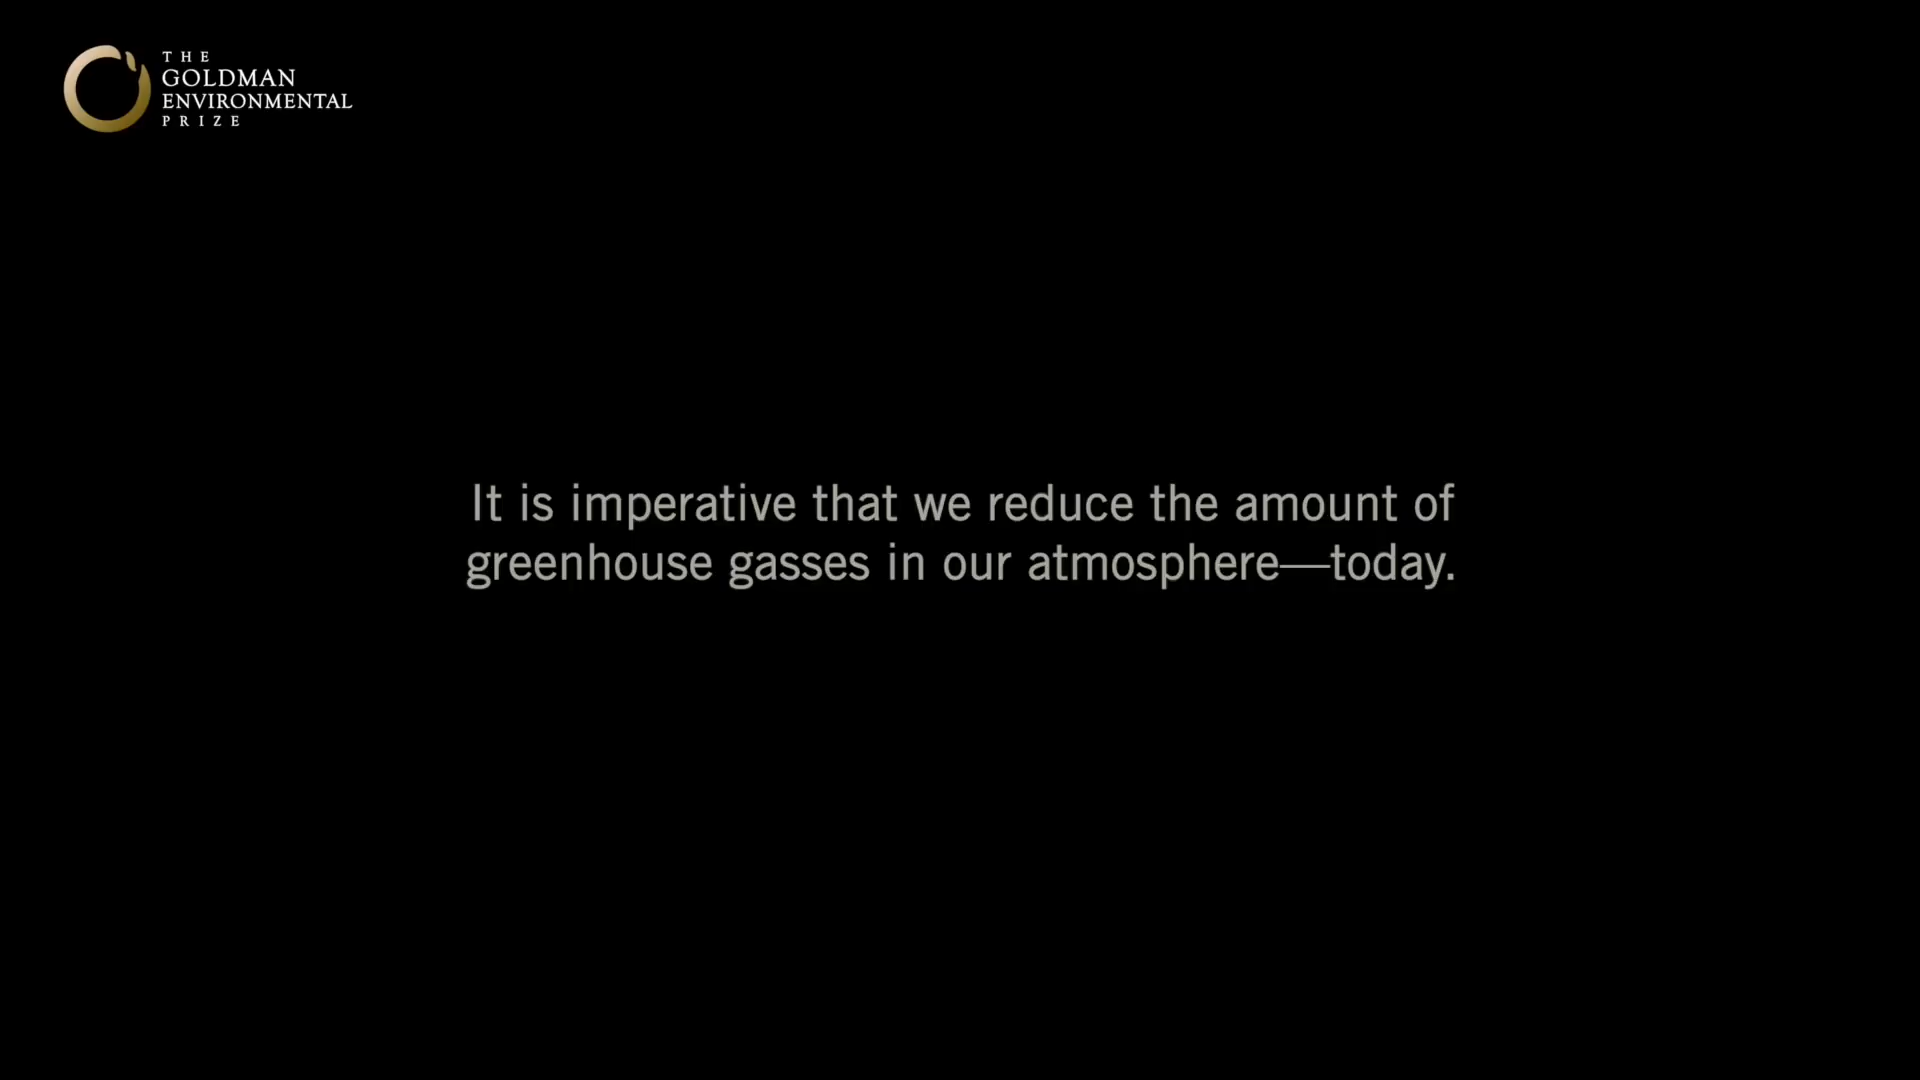 THE
GOLDMAN
ENVIRONMENTAL
PRIZE
It is imperative that we reduce the amount of
greenhouse gasses in our atmosphere—today.